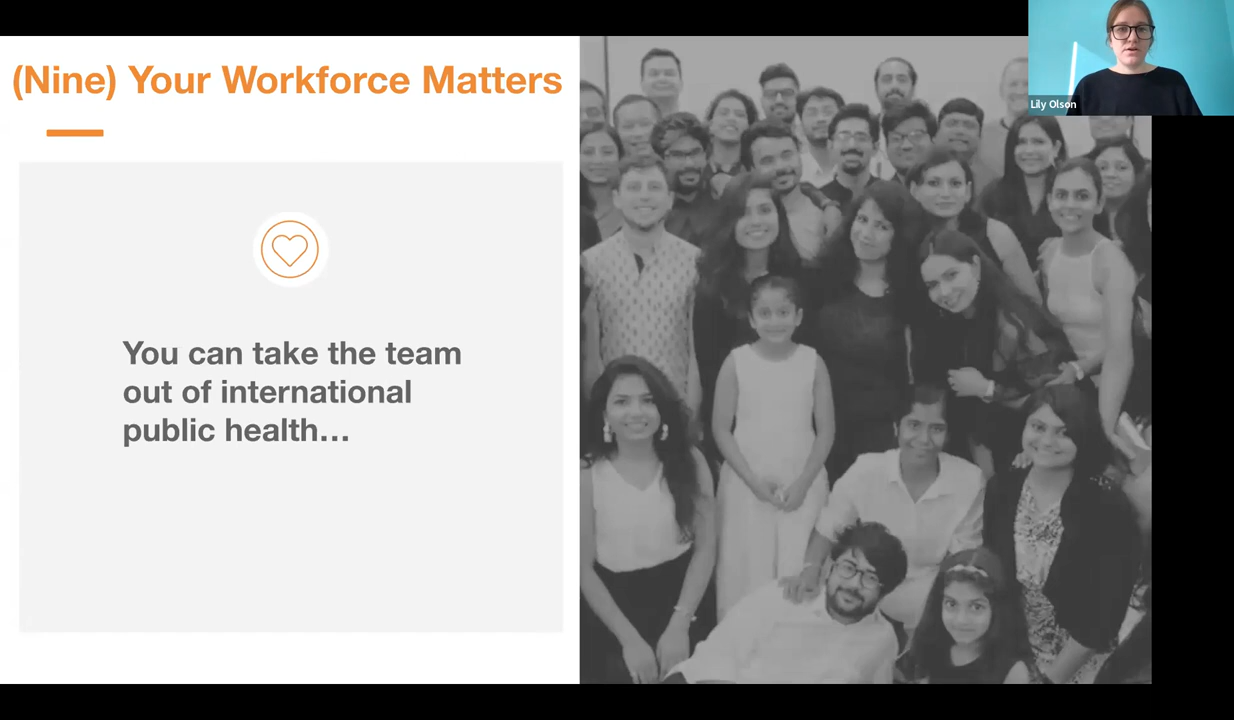 (Nine) Your Workforce Matters
Lily Olson
You can take the team
out of international
public health...